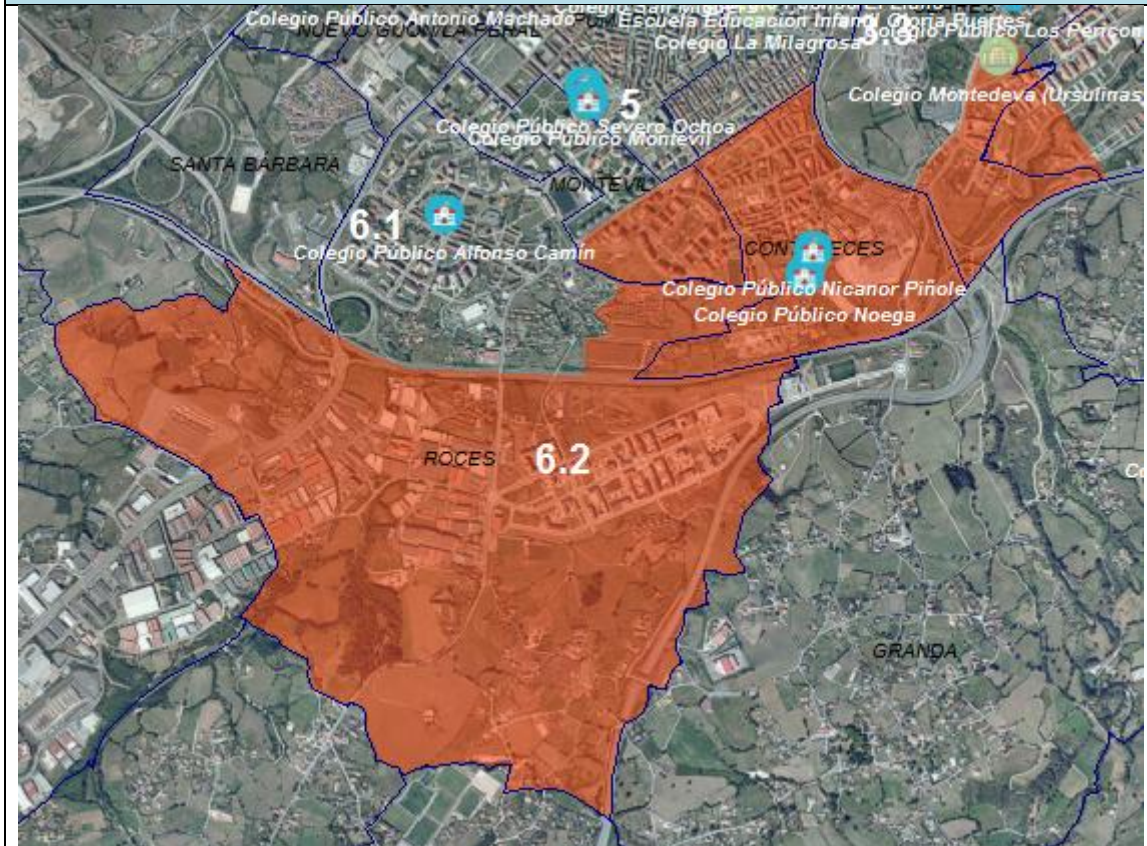 Colegio Público Antonio Machado
NUEVO GIJÓN/LA PERAL
Escuela Educación Infantil Gloria Fuertes
Colegio La Milagrosa
Colegio Público Los Pericon
Colegio Montedeva (Ursulinas
5
Colegio Público Severo Ochoa
Colegio Público Montevil
SANTA BÁRBARA
MONTEVIL
6.1
Colegio Público Alfonso Camín
CONTRUECES
Colegio Público Nicanor Piñole
Colegio Público Noega
ROCES
6.2
GRANDA